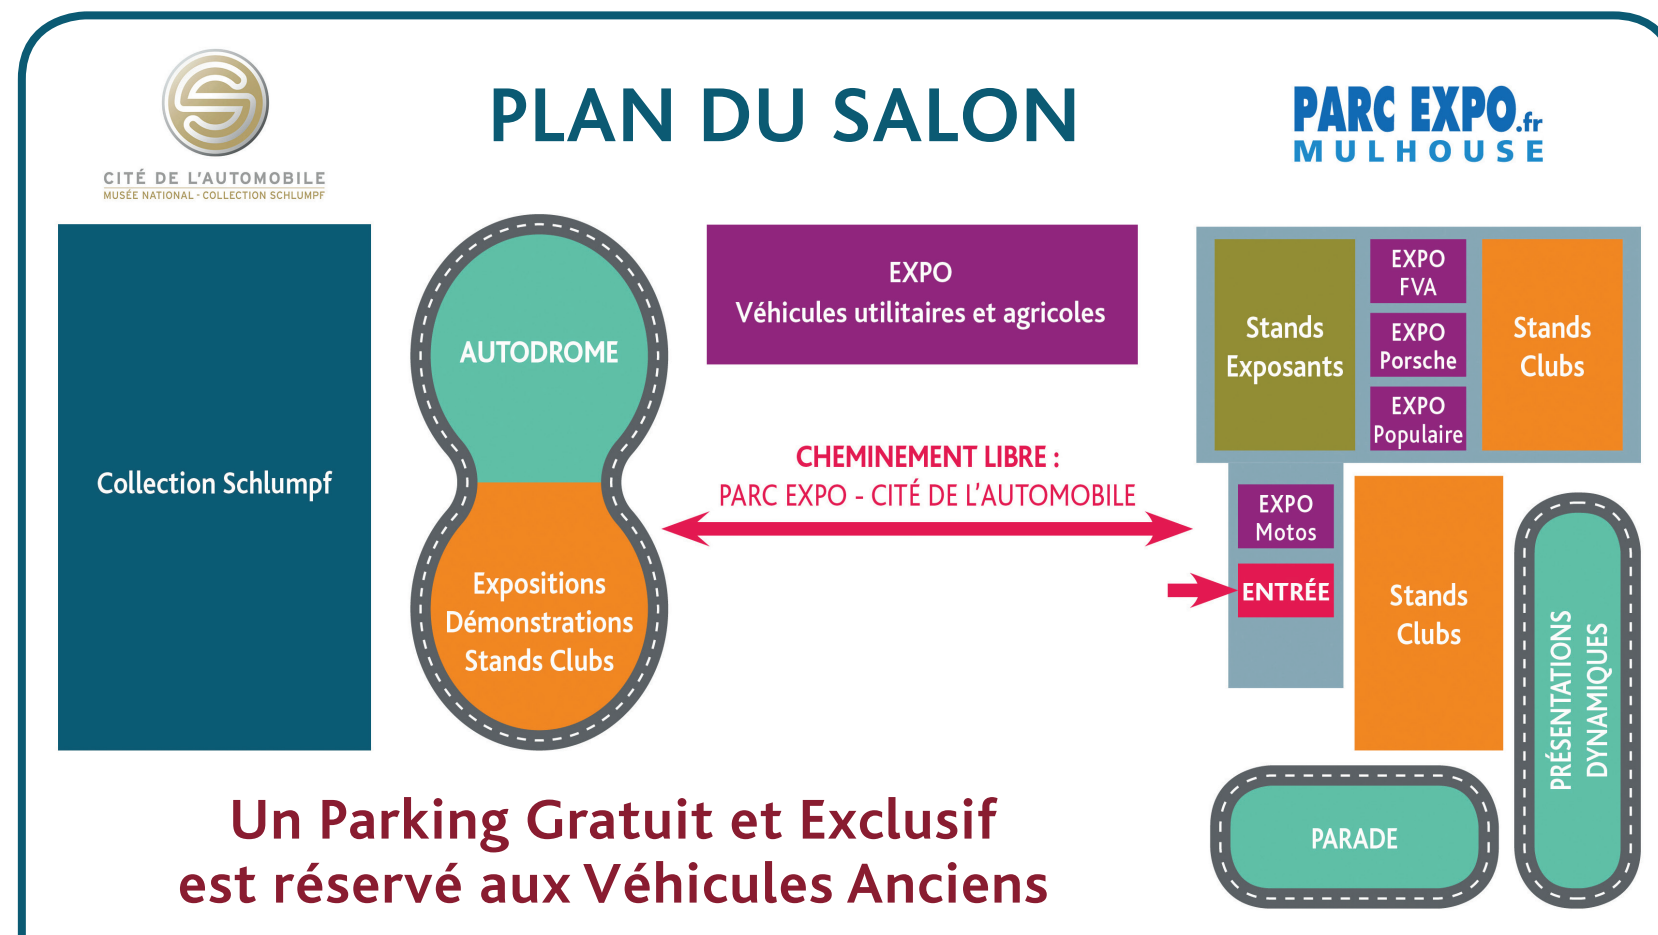 CITÉ DE L'AUTOMOBILE
MUSÉE NATIONAL - COLLECTION SCHLUMPF
PLAN DU SALON
PARC EXPO.fr
MULHOUSE
Collection Schlumpf
AUTODROME
Expositions
Démonstrations
Stands Clubs
EXPO
Véhicules utilitaires et agricoles
CHEMINEMENT LIBRE :
PARC EXPO - CITÉ DE L'AUTOMOBILE
Stands
Exposants
EXPO
FVA
EXPO
Porsche
EXPO
Populaire
Stands
Clubs
EXPO
Motos
ENTRÉE
Stands
Clubs
PRÉSENTATIONS
DYNAMIQUES
PARADE
Un Parking Gratuit et Exclusif
est réservé aux Véhicules Anciens